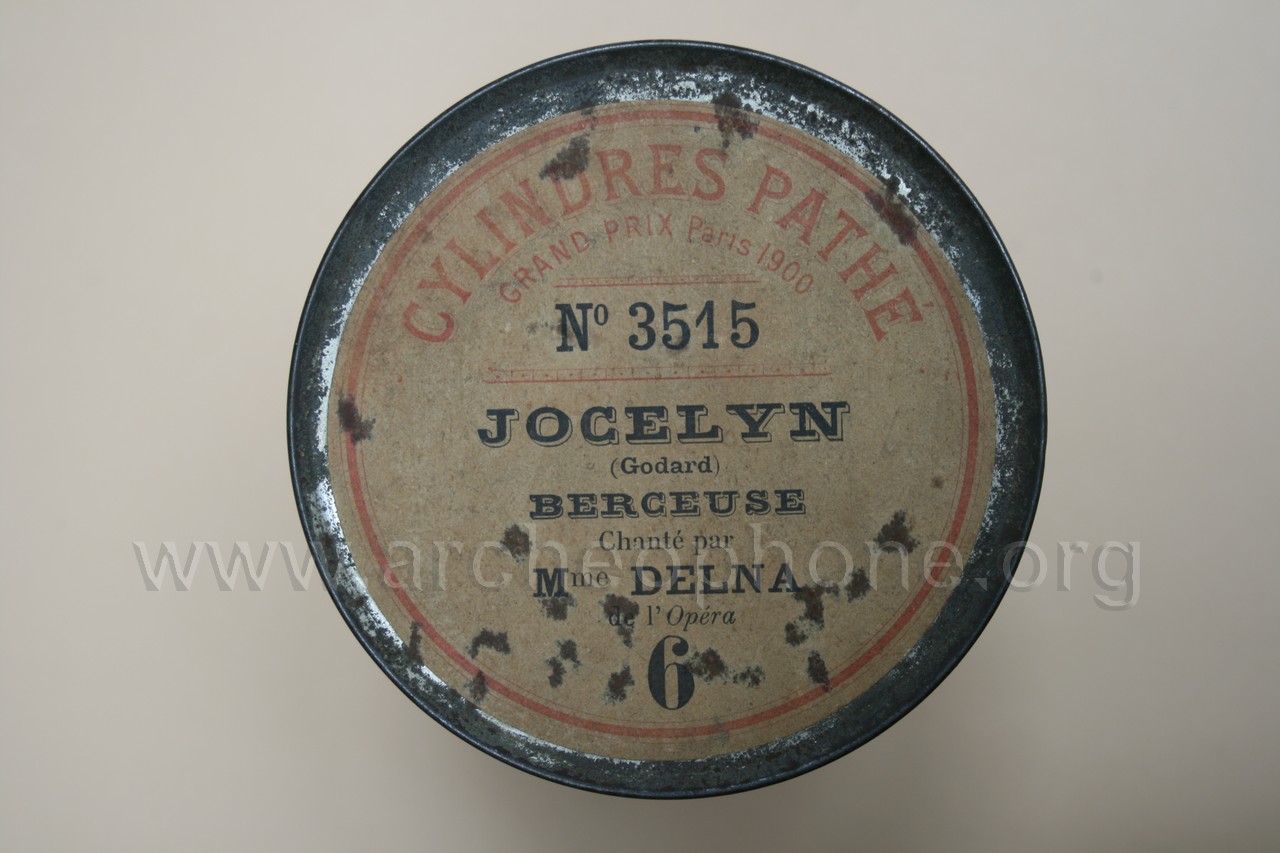 CYLINDRES PATHÉ
GRAND PRIX Paris 1900
Nº 3515
JOCELYN
(Godard)
BERCEUSE
Chanté par
Mme DELNA
de l'Opéra
6
www.archeophone.org